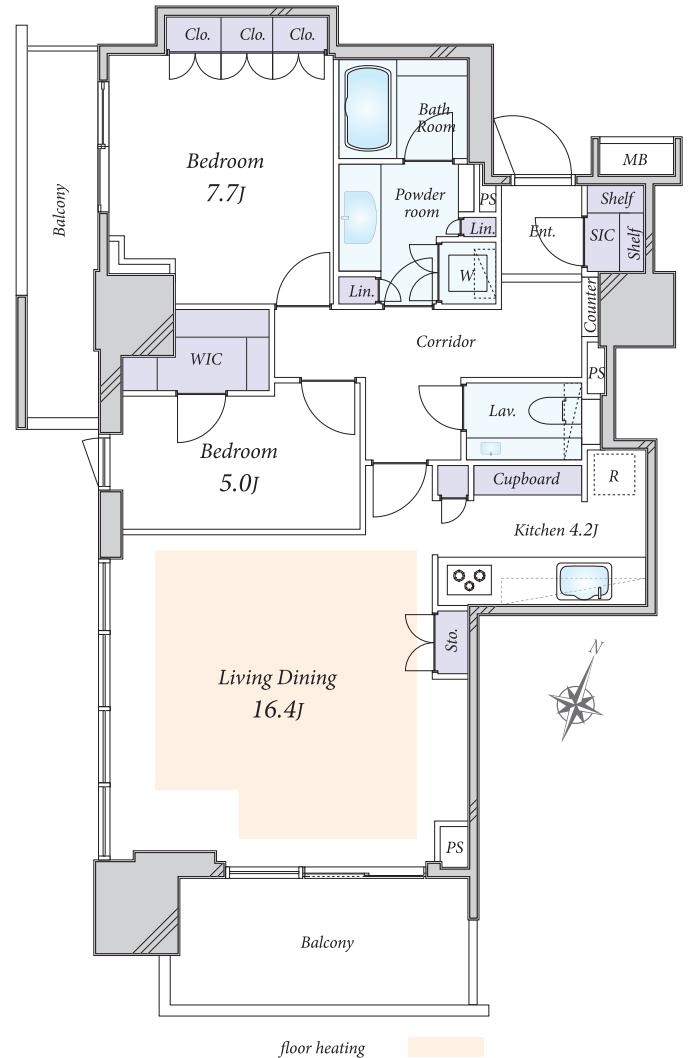 Clo.
Clo.
Clo.
Bath
Room
Bedroom
7.7J
MB
Balcony
Powder
room
PS
Shelf
Lin.
Ent.
SIC
Shelf
W
Lin.
Counter
Corridor
WIC
PS
Lav.
Bedroom
5.0J
Cupboard
R
Kitchen 4.2J
Sto.
N
Living Dining
16.4J
PS
Balcony
floor heating